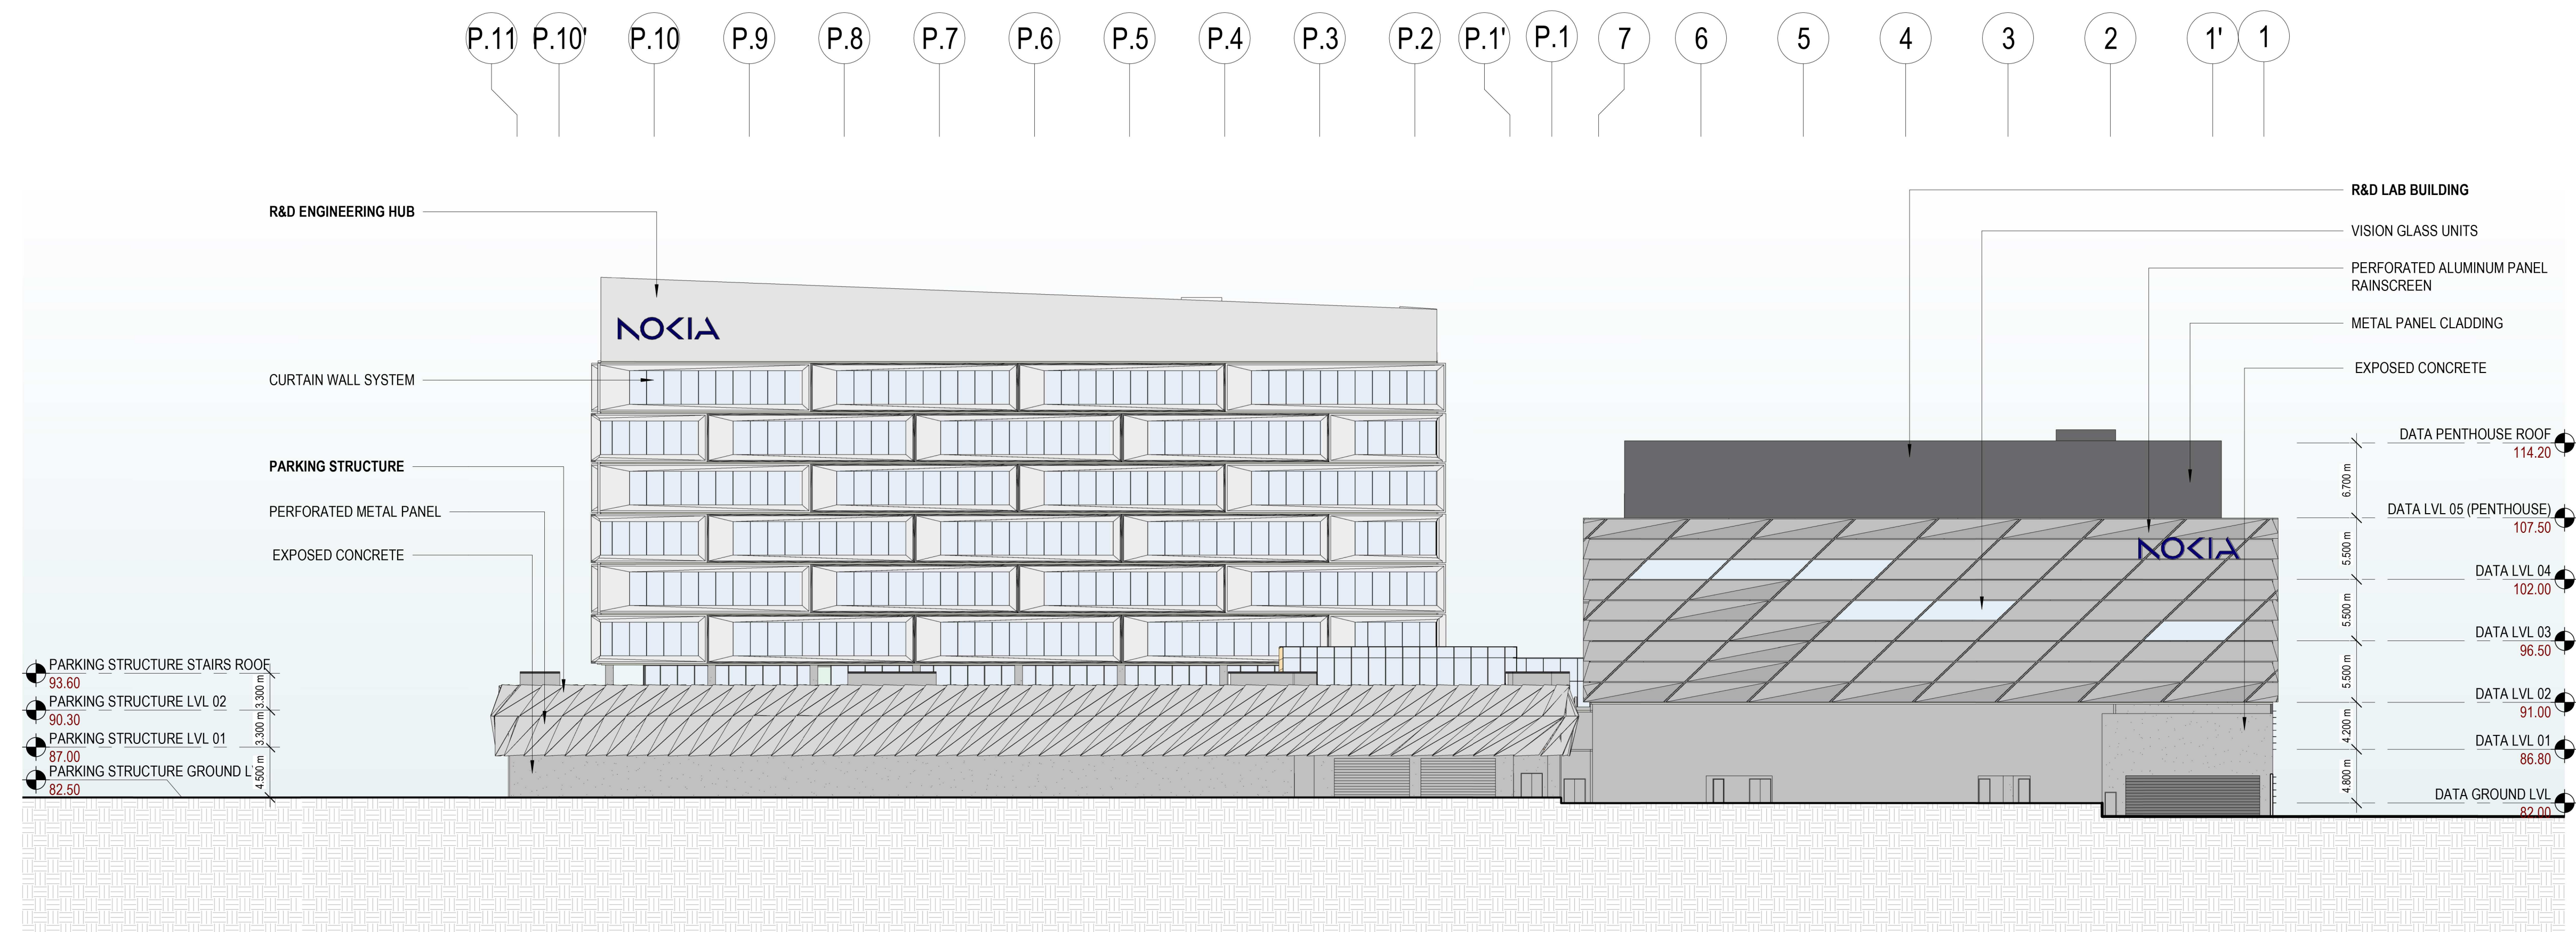 P.11 P.10' P.10 P.9 P.8 P.7 P.6 P.5 P.4 P.3 P.2 P.1' P.1 7 6 5 4 3 2 1' 1
R&D ENGINEERING HUB
NOKIA
CURTAIN WALL SYSTEM
PARKING STRUCTURE
PERFORATED METAL PANEL
EXPOSED CONCRETE
PARKING STRUCTURE STAIRS ROOF
93.60
3.300 m
PARKING STRUCTURE LVL 02
90.30
3.300 m
PARKING STRUCTURE LVL 01
87.00
4.500 m
PARKING STRUCTURE GROUND L
82.50
R&D LAB BUILDING
VISION GLASS UNITS
PERFORATED ALUMINUM PANEL
RAINSCREEN
METAL PANEL CLADDING
EXPOSED CONCRETE
NOKIA
DATA PENTHOUSE ROOF
114.20
6.700 m
DATA LVL 05 (PENTHOUSE)
107.50
5.500 m
DATA LVL 04
102.00
5.500 m
DATA LVL 03
96.50
5.500 m
DATA LVL 02
91.00
4.200 m
DATA LVL 01
86.80
4.800 m
DATA GROUND LVL
82.00